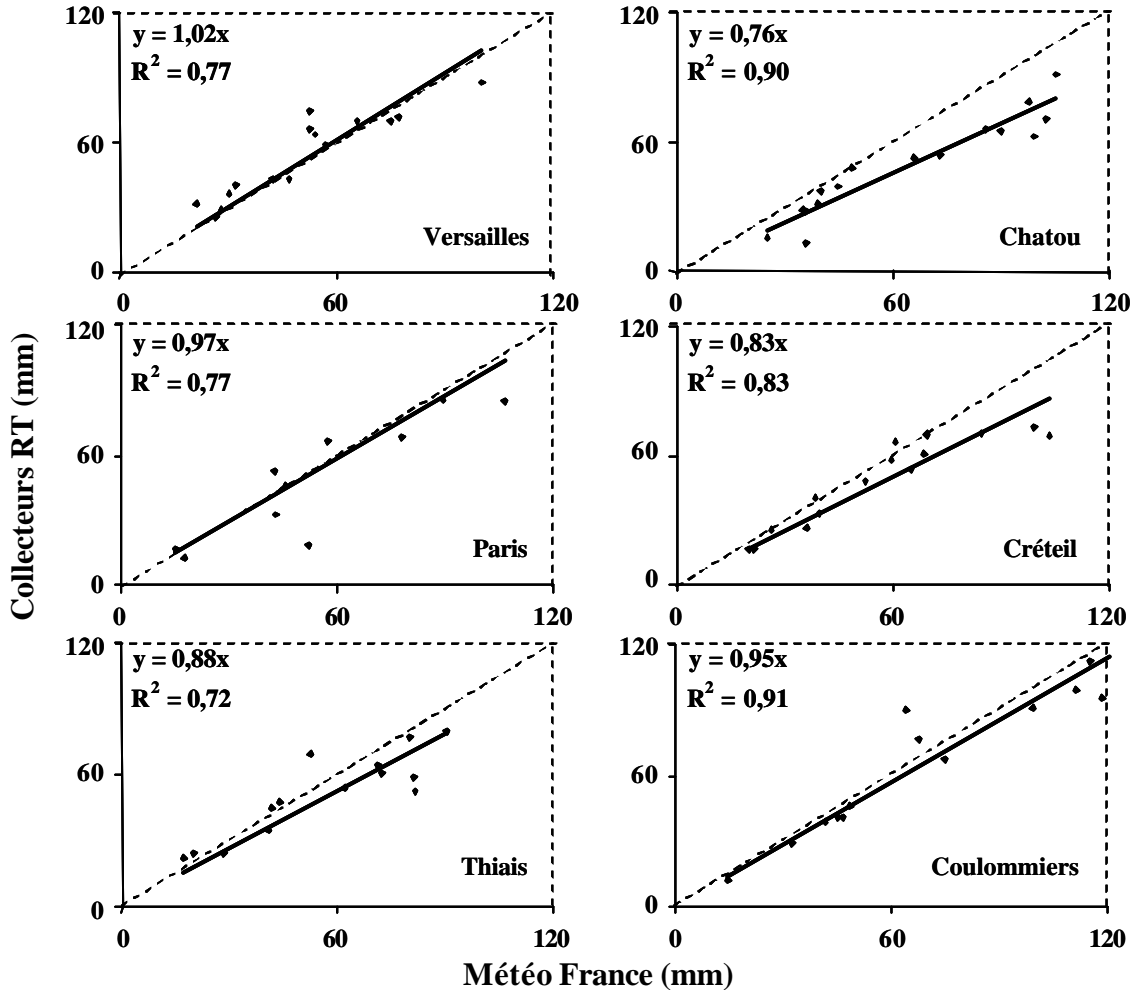 Collecteurs RT (mm)
120
y = 1,02x
R² = 0,77
60
Versailles
0
0
60
120
120
y = 0,76x
R² = 0,90
60
Chatou
0
0
60
120
120
y = 0,97x
R² = 0,77
60
Paris
0
0
60
120
120
y = 0,83x
R² = 0,83
60
Créteil
0
0
60
120
120
y = 0,88x
R² = 0,72
60
Thiais
0
0
60
120
120
y = 0,95x
R² = 0,91
60
Coulommiers
0
0
60
120
Météo France (mm)